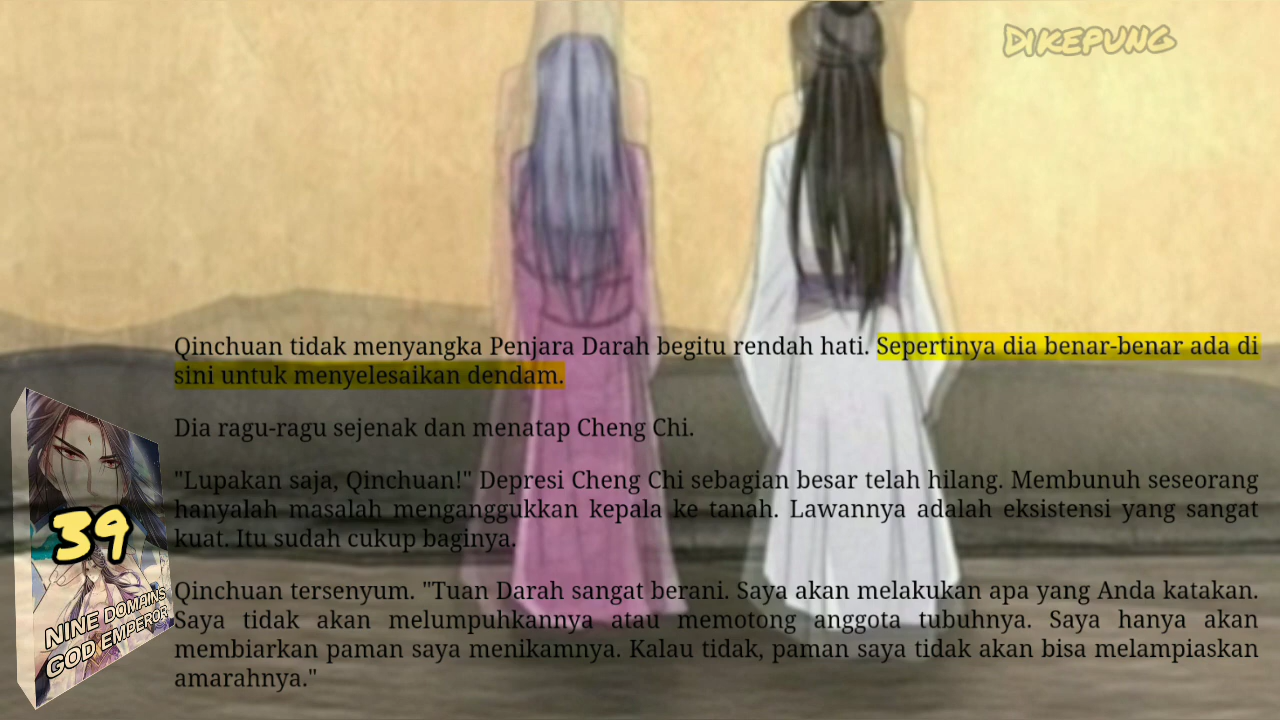 DIKEPUNG
Qinchuan tidak menyangka Penjara Darah begitu rendah hati. Sepertinya dia benar-benar ada di
sini untuk menyelesaikan dendam.
Dia ragu-ragu sejenak dan menatap Cheng Chi.
"Lupakan saja, Qinchuan!" Depresi Cheng Chi sebagian besar telah hilang. Membunuh seseorang
hanyalah masalah menganggukkan kepala ke tanah. Lawannya adalah eksistensi yang sangat
kuat. Itu sudah cukup baginya.
Qinchuan tersenyum. "Tuan Darah sangat berani. Saya akan melakukan apa yang Anda katakan.
Saya tidak akan melumpuhkannya atau memotong anggota tubuhnya. Saya hanya akan
membiarkan paman saya menikamnya. Kalau tidak, paman saya tidak akan bisa melampiaskan
amarahnya."
39
NINE DOMAINS
GOD EMPEROR